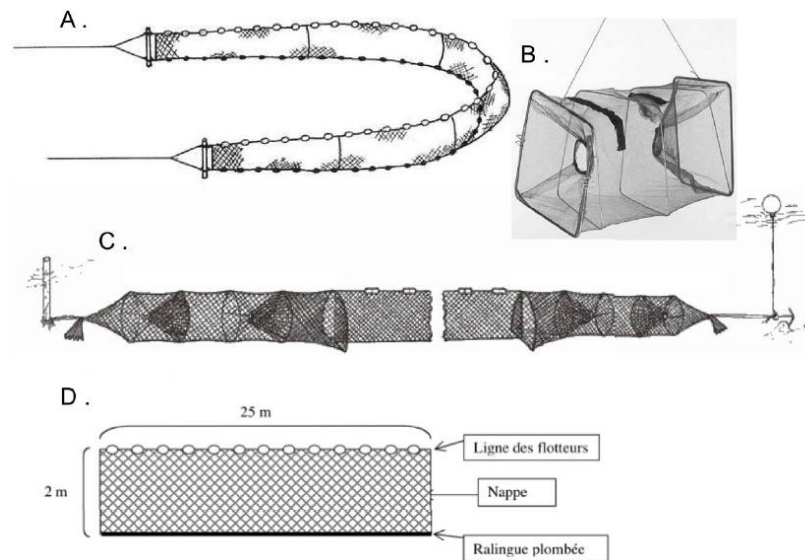 A .
B .
C .
D .
25 m
2 m
Ligne des flotteurs
Nappe
Ralingue plombée